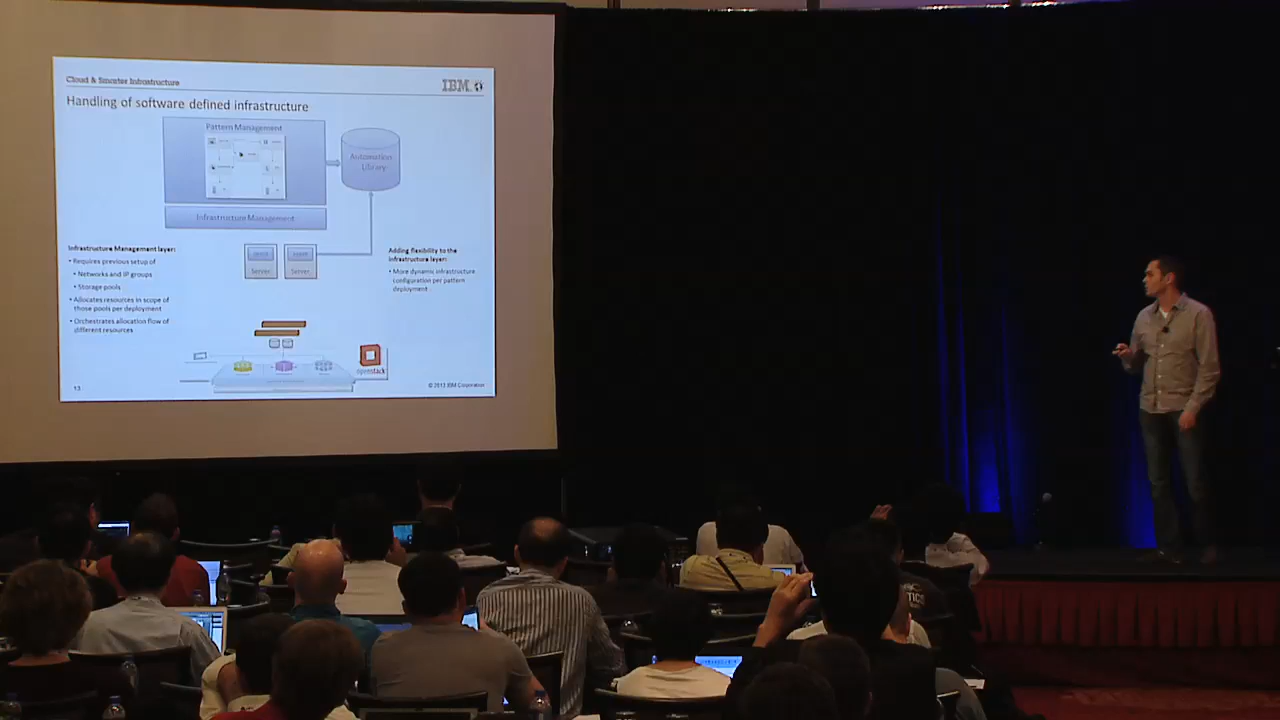 Cloud & Smarter Infrastructure
IBM
Handling of software defined infrastructure
Pattern Management
Automation
Library
Infrastructure Management
Server
Server
Infrastructure Management layer:
• Requires previous setup of
• Networks and IP groups
• Storage pools
• Allocates resources in scope of
those pools per deployment
• Orchestrates allocation flow of
different resources
Adding flexibility to the
infrastructure layer:
• More dynamic infrastructure
configuration per pattern
deployment
openstack
13
© 2013 IBM Corporation